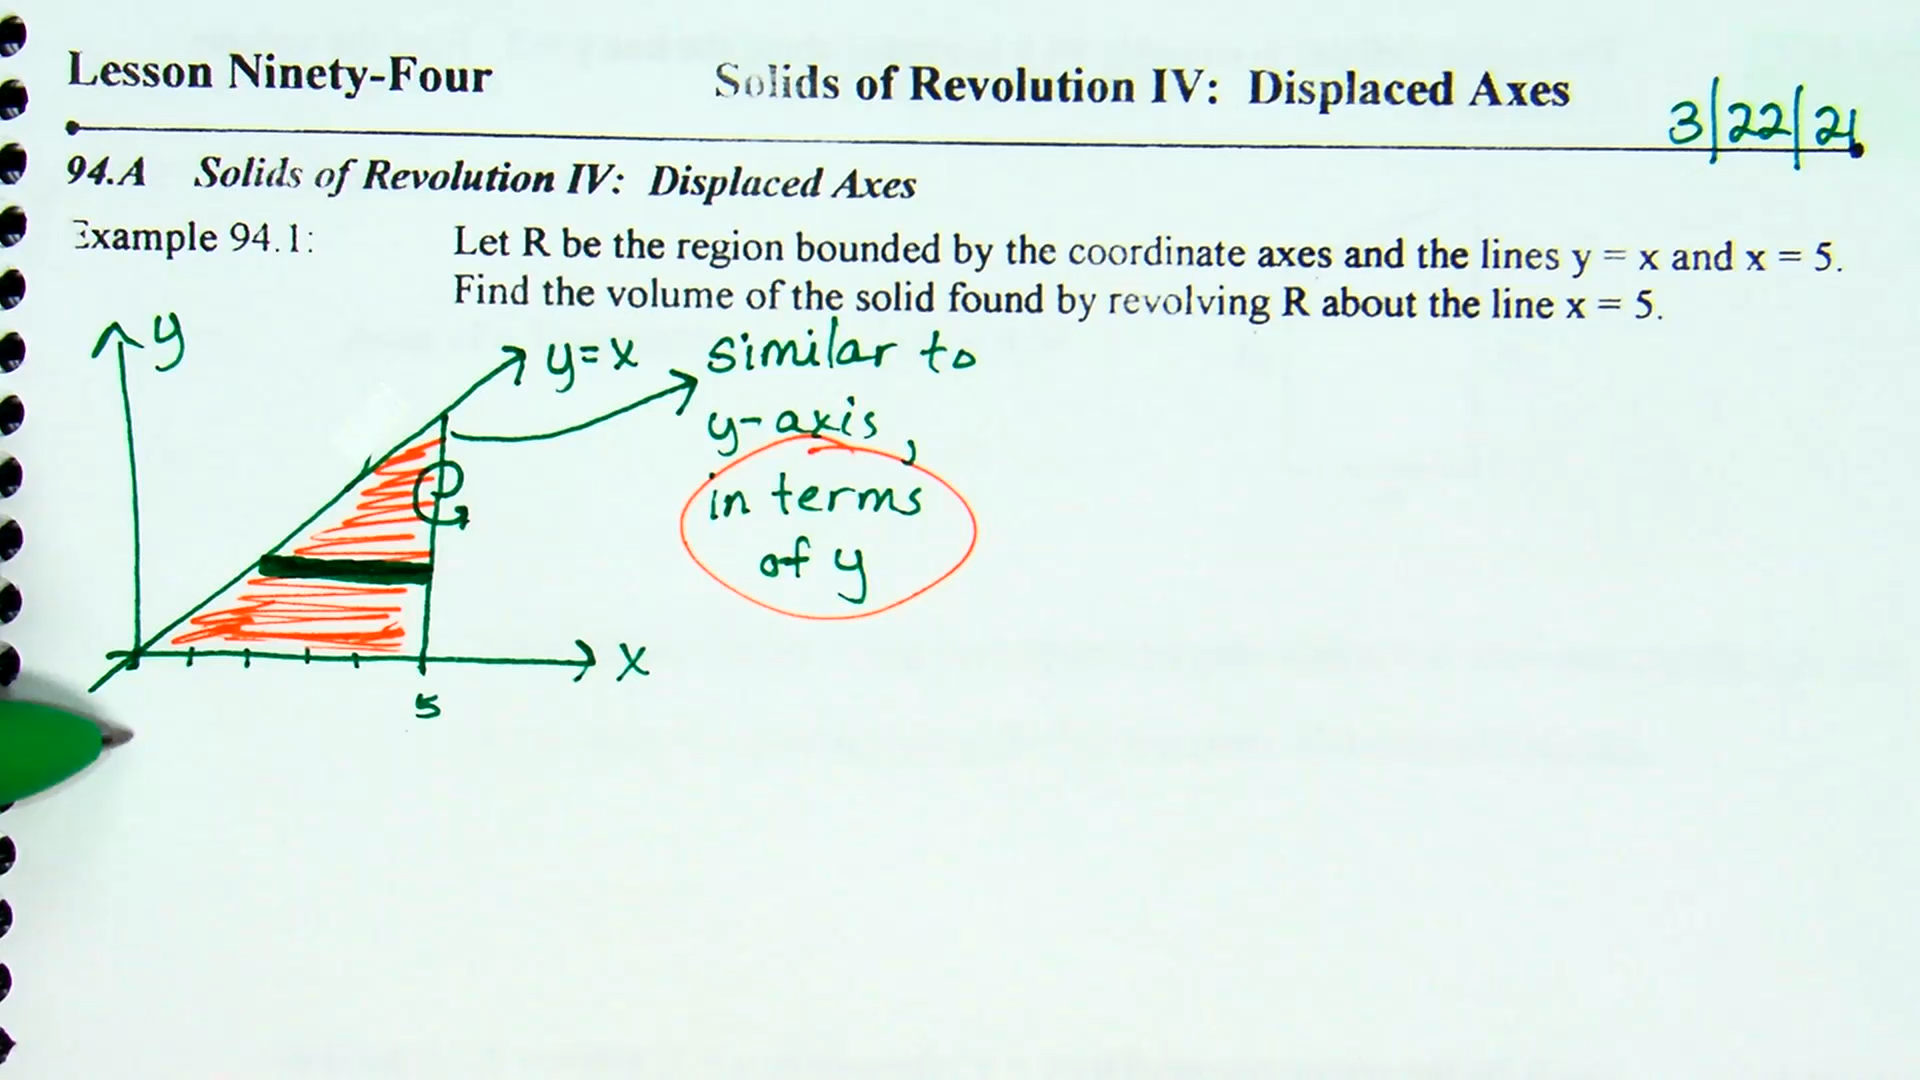 Lesson Ninety-Four
Solids of Revolution IV: Displaced Axes
3/22/21
94.A Solids of Revolution IV: Displaced Axes
Example 94.1: Let R be the region bounded by the coordinate axes and the lines y = x and x = 5.
Find the volume of the solid found by revolving R about the line x = 5.
y
y=x
similar to
y-axis,
in terms
of y
x
5